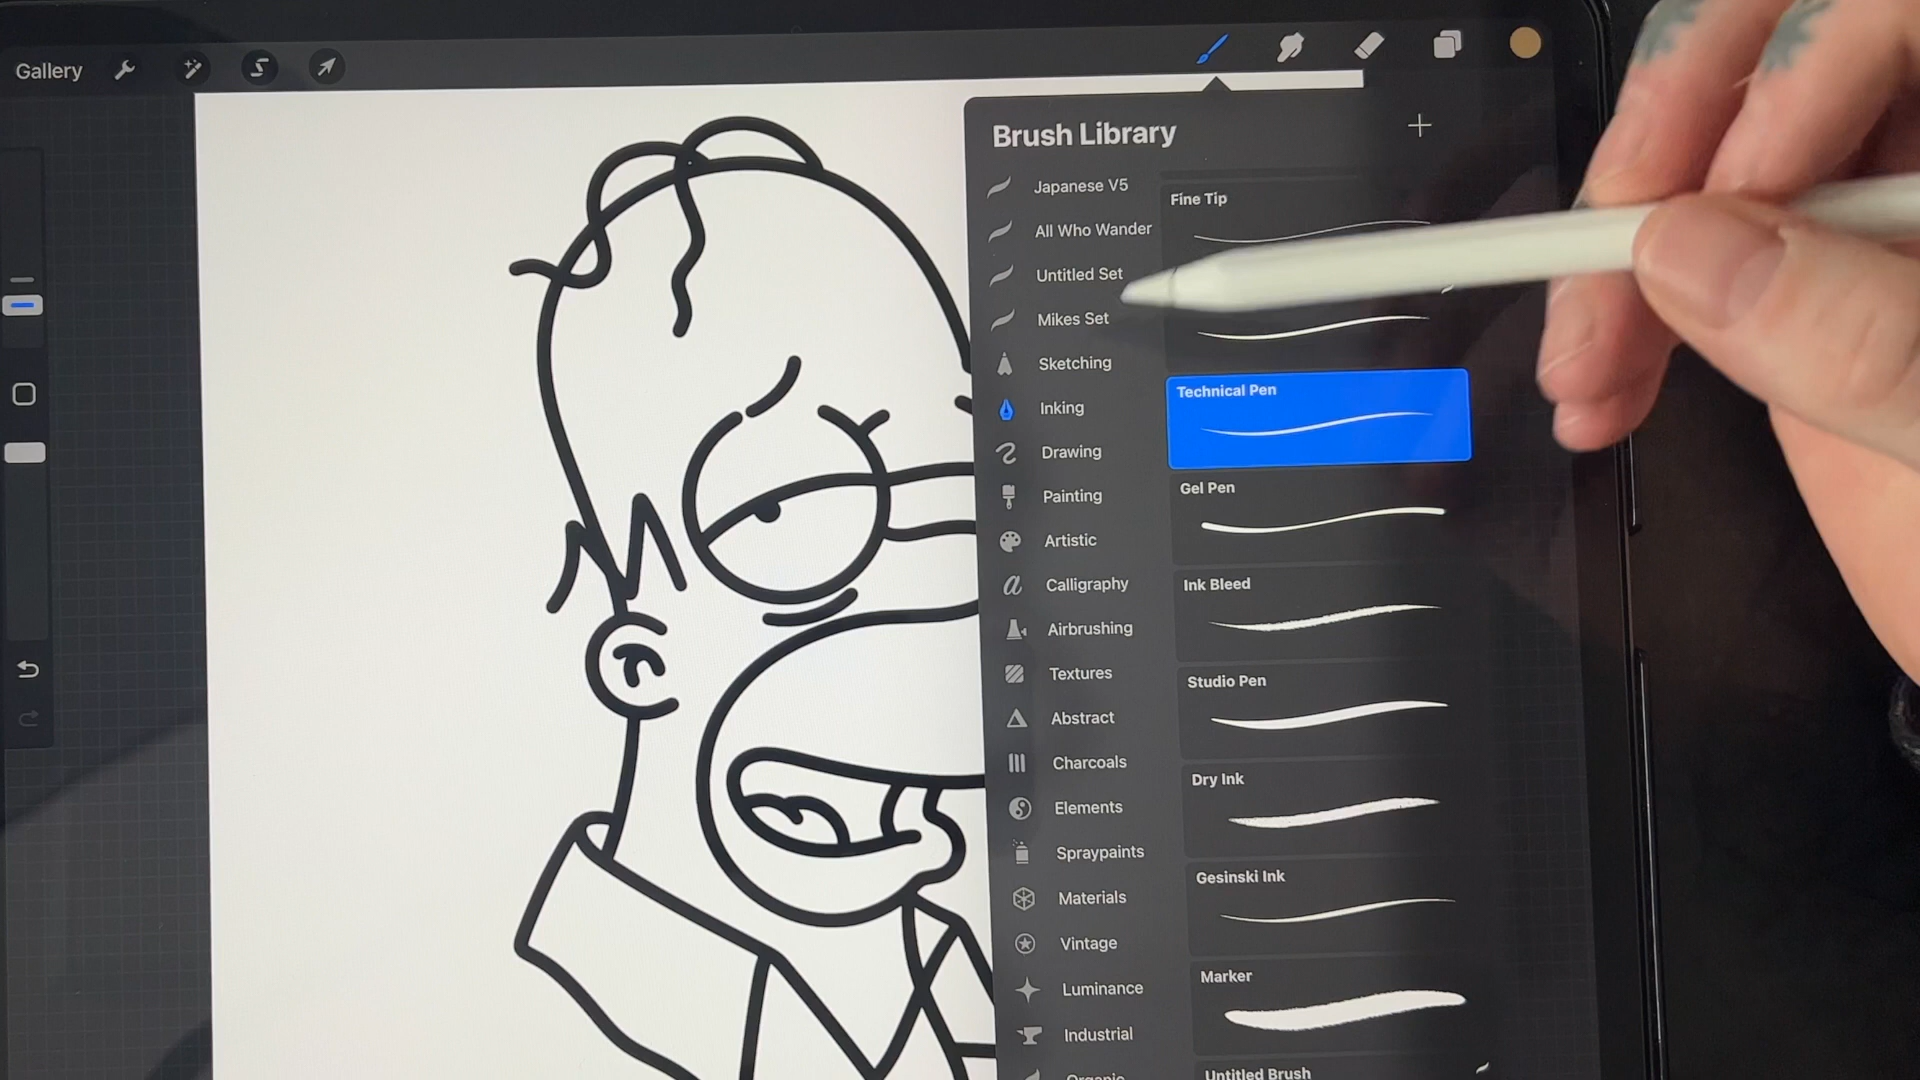 Gallery
Brush Library
Japanese V5
All Who Wander
Untitled Set
Mikes Set
Sketching
Inking
Drawing
Painting
Artistic
Calligraphy
Airbrushing
Textures
Abstract
Charcoals
Elements
Spraypaints
Materials
Vintage
Luminance
Industrial
Organic
Fine Tip
Technical Pen
Gel Pen
Ink Bleed
Studio Pen
Dry Ink
Gesinski Ink
Marker
Untitled Brush